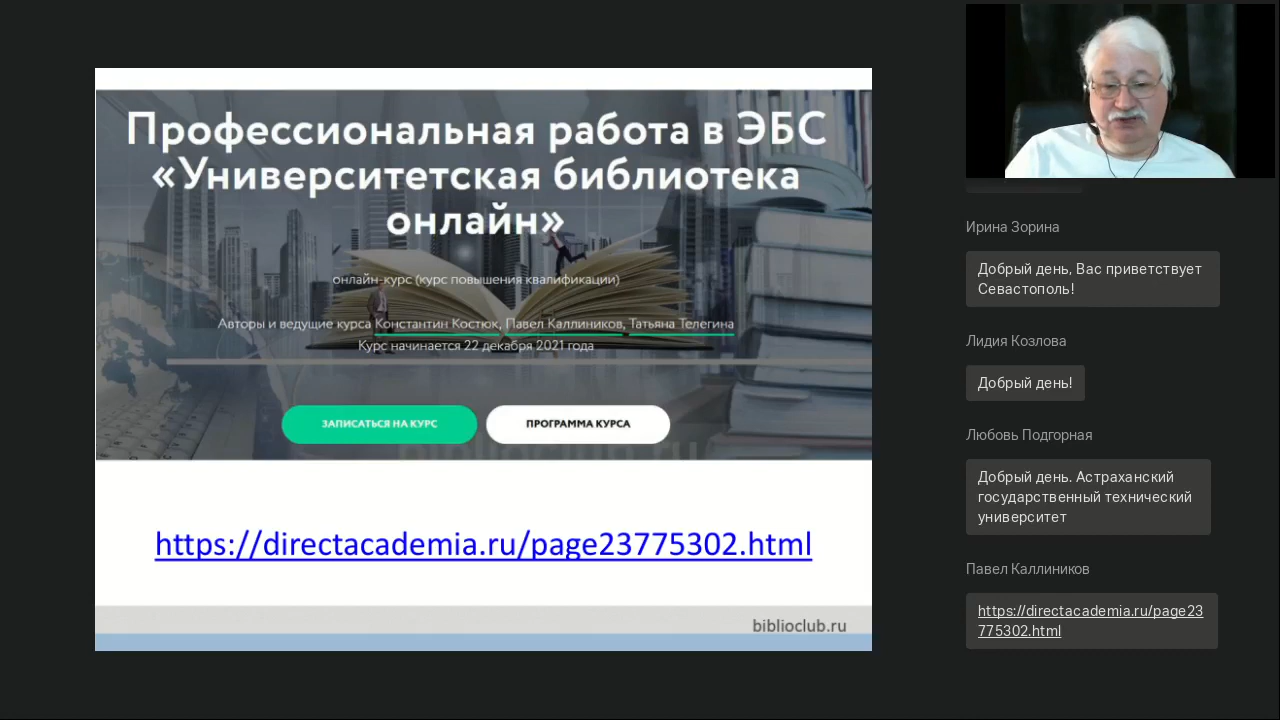 Профессиональная работа в ЭБС
«Университетская библиотека
онлайн»
онлайн-курс (курс повышения квалификации)
Авторы и ведущие курса Константин Костюк, Павел Каллиников, Татьяна Телегина
Курс начинается 22 декабря 2021 года
ЗАПИСАТЬСЯ НА КУРС
ПРОГРАММА КУРСА
biblioclub.ru
https://directacademia.ru/page23775302.html
biblioclub.ru
Ирина Зорина
Добрый день, Вас приветствует
Севастополь!
Лидия Козлова
Добрый день!
Любовь Подгорная
Добрый день. Астраханский
государственный технический
университет
Павел Каллиников
https://directacademia.ru/page23
775302.html